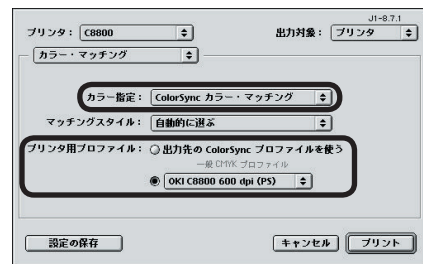 J1-8.7.1
プリンタ： C8800 出力対象： プリンタ
カラー・マッチング
カラー指定： ColorSync カラー・マッチング
マッチングスタイル： 自動的に選ぶ
プリンタ用プロファイル： 出力先の ColorSync プロファイルを使う
一般 CMYK プロファイル
OKI C8800 600 dpi (PS)
設定の保存 キャンセル プリント